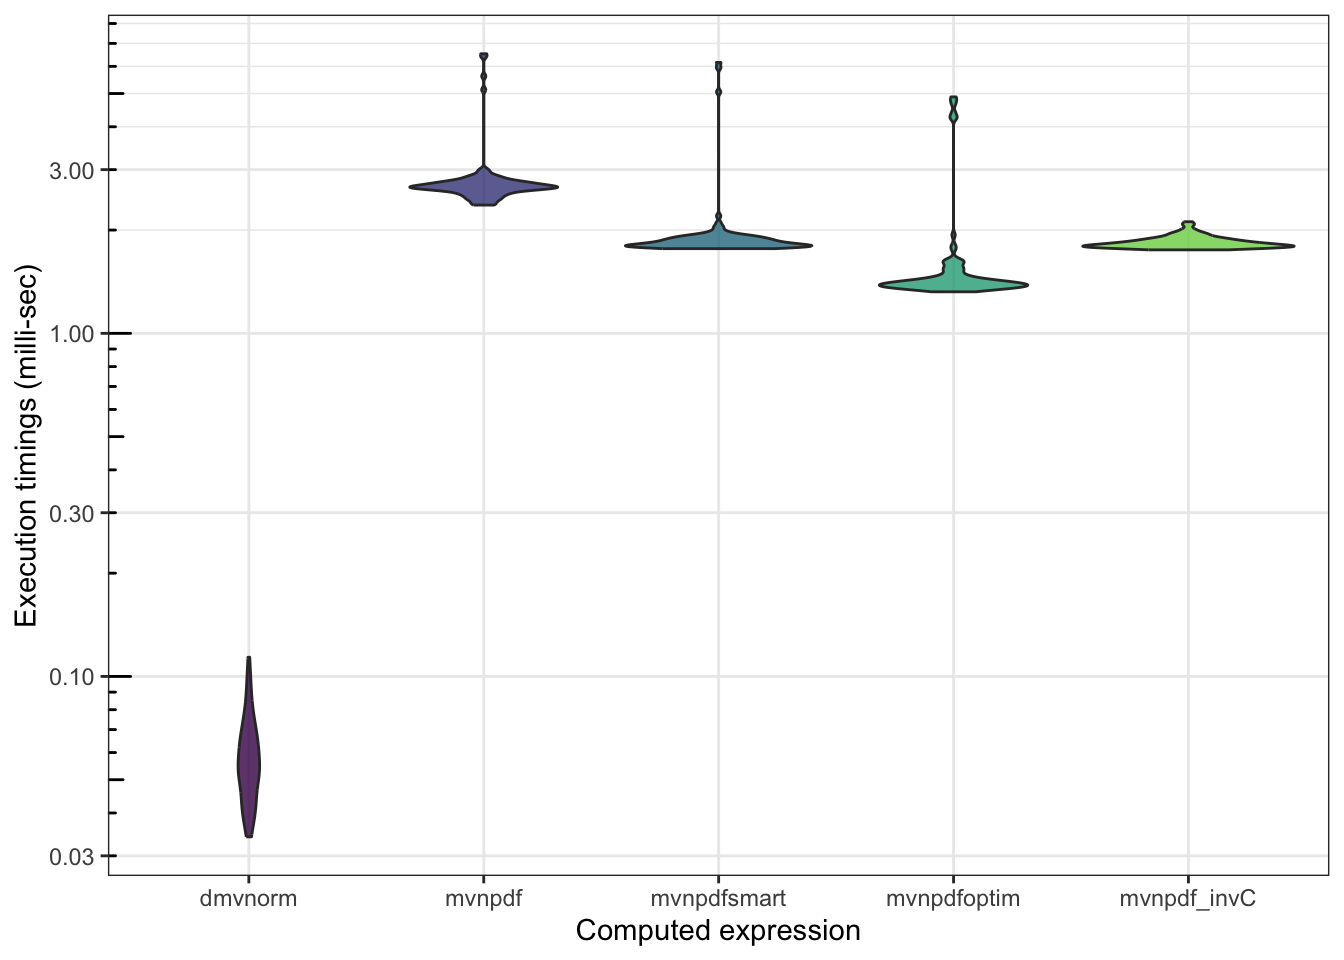 Execution timings (milli-sec)
3.00
1.00
0.30
0.10
0.03
dmvnorm mvnpdf mvnpdfsmart mvnpdfoptim mvnpdf_invC
Computed expression